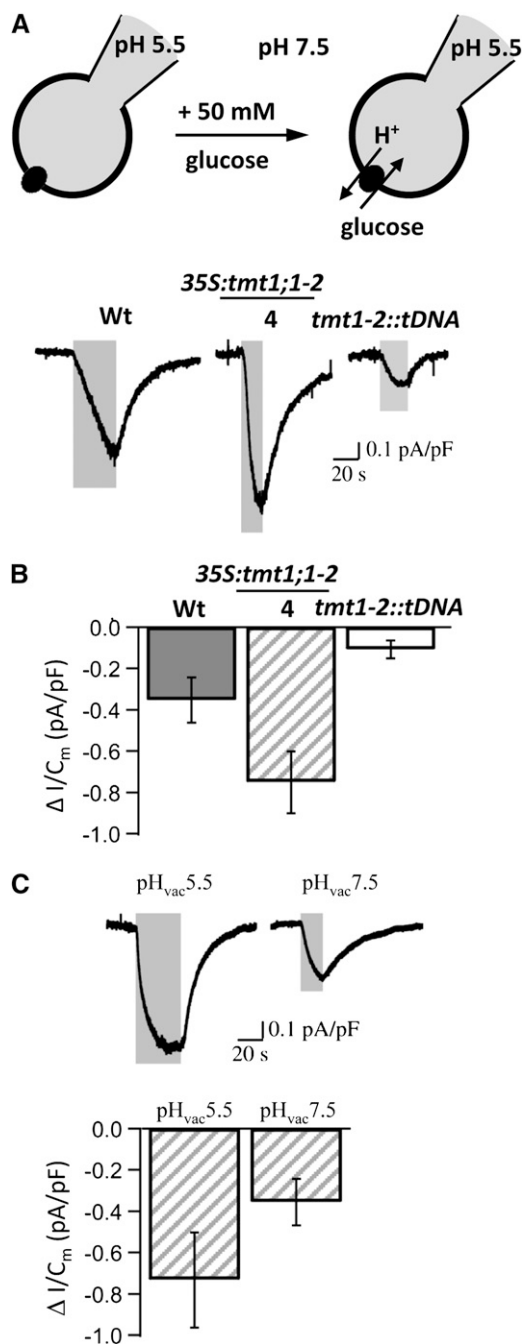 A
pH 5.5 pH 7.5 pH 5.5
+ 50 mM
glucose
H⁺
glucose
35S:tmt1;1-2
Wt 4 tmt1-2::tDNA
0.1 pA/pF
20 s
B
35S:tmt1;1-2
Wt 4 tmt1-2::tDNA
0.0
-0.2
-0.4
-0.6
-0.8
-1.0
Δ I/Cₘ (pA/pF)
C
pHvac5.5 pHvac7.5
0.1 pA/pF
20 s
pHvac5.5 pHvac7.5
0.0
-0.2
-0.4
-0.6
-0.8
-1.0
Δ I/Cₘ (pA/pF)